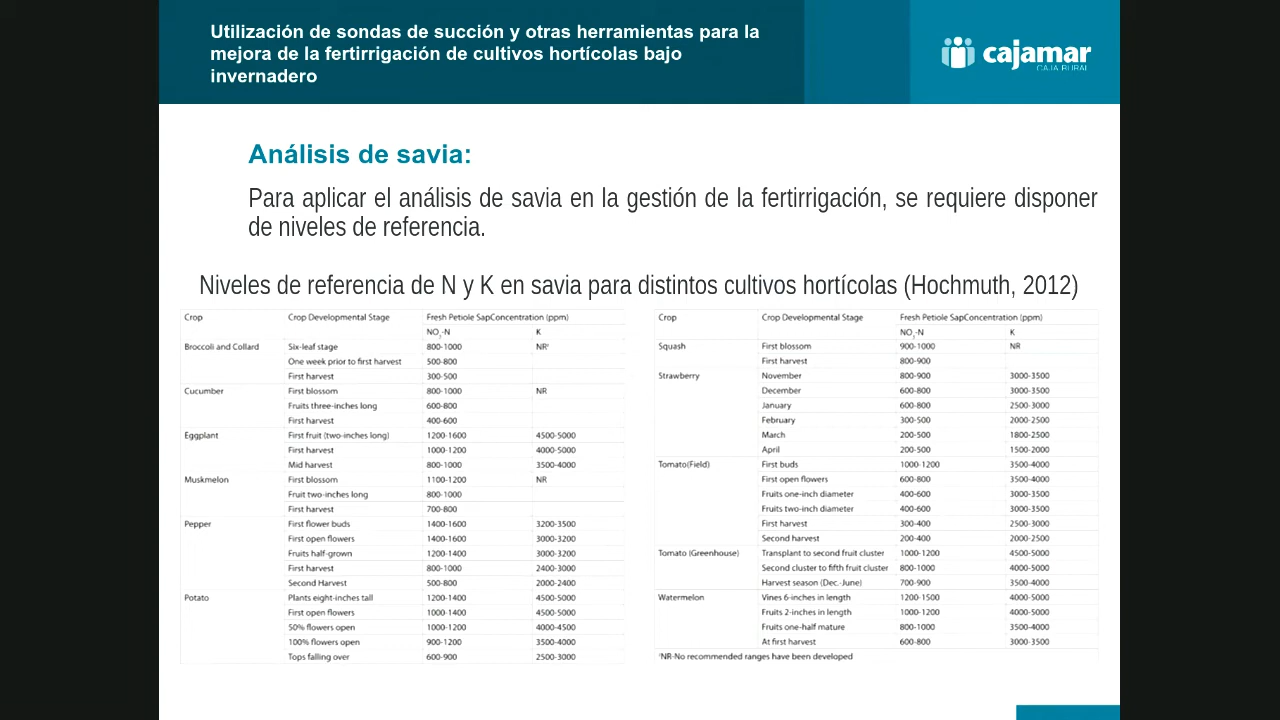 Utilización de sondas de succión y otras herramientas para la
mejora de la fertirrigación de cultivos hortícolas bajo
invernadero
cajamar
CAJA RURAL
Análisis de savia:
Para aplicar el análisis de savia en la gestión de la fertirrigación, se requiere disponer
de niveles de referencia.
Niveles de referencia de N y K en savia para distintos cultivos hortícolas (Hochmuth, 2012)
Crop Crop Developmental Stage Fresh Petiole SapConcentration (ppm)
NO3-N K
Broccoli and Collard Six-leaf stage 800-1000 NRz
One week prior to first harvest 500-800
First harvest 300-500
Cucumber First blossom 800-1000 NR
Fruits three-inches long 600-800
First harvest 400-600
Eggplant First fruit (two-inches long) 1200-1600 4500-5000
First harvest 1000-1200 4000-5000
Mid harvest 800-1000 3500-4000
Muskmelon First blossom 1100-1200 NR
Fruit two-inches long 800-1000
First harvest 700-800
Pepper First flower buds 1400-1600 3200-3500
First open flowers 1400-1600 3000-3200
Fruits half-grown 1200-1400 3000-3200
First harvest 800-1000 2400-3000
Second Harvest 500-800 2000-2400
Potato Plants eight-inches tall 1200-1400 4500-5000
First open flowers 1000-1400 4500-5000
50% flowers open 1000-1200 4000-4500
100% flowers open 900-1200 3500-4000
Tops falling over 600-900 2500-3000
Crop Crop Developmental Stage Fresh Petiole SapConcentration (ppm)
NO3-N K
Squash First blossom 900-1000 NR
First harvest 800-900
Strawberry November 800-900 3000-3500
December 600-800 3000-3500
January 600-800 2500-3000
February 300-500 2000-2500
March 200-500 1800-2500
April 200-500 1500-2000
Tomato(Field) First buds 1000-1200 3500-4000
First open flowers 600-800 3500-4000
Fruits one-inch diameter 400-600 3000-3500
Fruits two-inch diameter 400-600 3000-3500
First harvest 300-400 2500-3000
Second harvest 200-400 2000-2500
Tomato (Greenhouse) Transplant to second fruit cluster 1000-1200 4500-5000
Second cluster to fifth fruit cluster 800-1000 4000-5000
Harvest season (Dec.-June) 700-900 3500-4000
Watermelon Vines 6-inches in length 1200-1500 4000-5000
Fruits 2-inches in length 1000-1200 4000-5000
Fruits one-half mature 800-1000 3500-4000
At first harvest 600-800 3000-3500
zNR-No recommended ranges have been developed